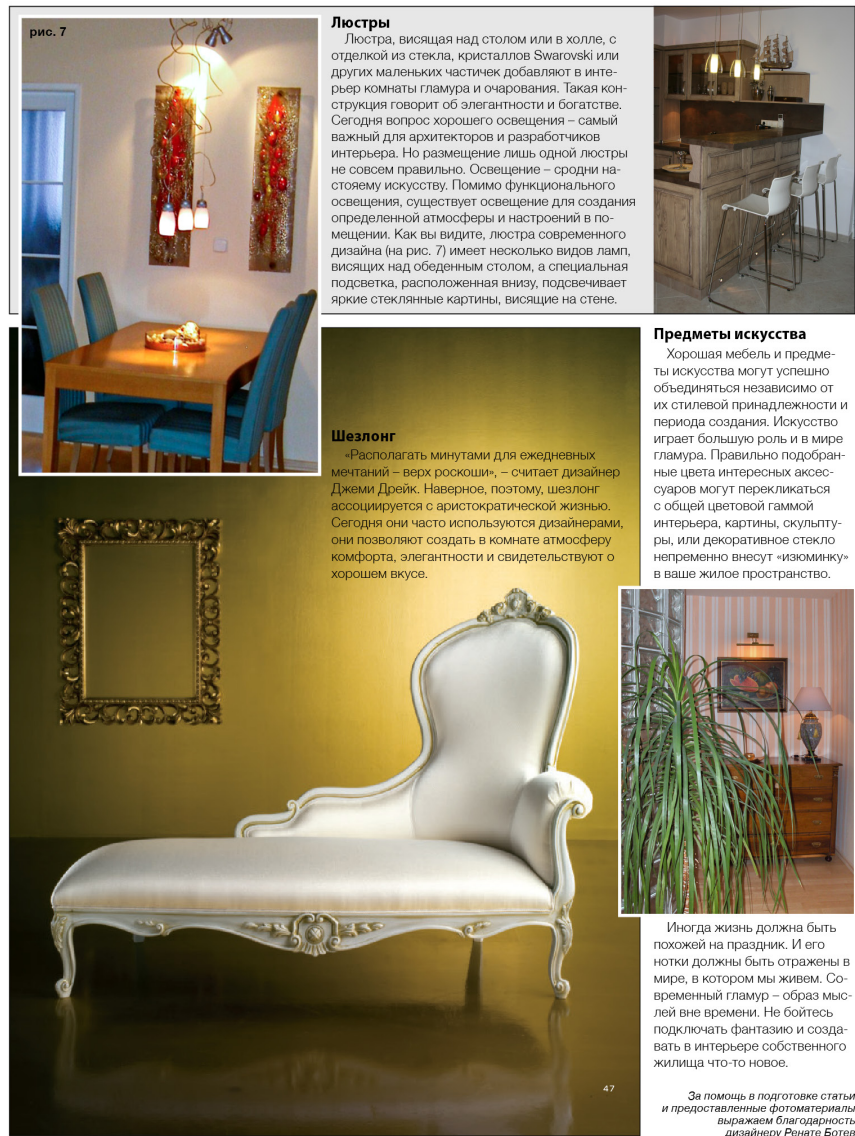 рис. 7
Люстры
Люстра, висящая над столом или в холле, с
отделкой из стекла, кристаллов Swarovski или
других маленьких частичек добавляют в инте-
рьер комнаты гламура и очарования. Такая кон-
струкция говорит об элегантности и богатстве.
Сегодня вопрос хорошего освещения – самый
важный для архитекторов и разработчиков
интерьера. Но размещение лишь одной люстры
не совсем правильно. Освещение – сродни на-
стояему искусству. Помимо функционального
освещения, существует освещение для создания
определенной атмосферы и настроений в по-
мещении. Как вы видите, люстра современного
дизайна (на рис. 7) имеет несколько видов ламп,
висящих над обеденным столом, а специальная
подсветка, расположенная внизу, подсвечивает
яркие стеклянные картины, висящие на стене.
Шезлонг
«Располагать минутами для ежедневных
мечтаний – верх роскоши», – считает дизайнер
Джеми Дрейк. Наверное, поэтому, шезлонг
ассоциируется с аристократической жизнью.
Сегодня они часто используются дизайнерами,
они позволяют создать в комнате атмосферу
комфорта, элегантности и свидетельствуют о
хорошем вкусе.
Предметы искусства
Хорошая мебель и предме-
ты искусства могут успешно
объединяться независимо от
их стилевой принадлежности и
периода создания. Искусство
играет большую роль и в мире
гламура. Правильно подобран-
ные цвета интересных аксес-
суаров могут перекликаться
с общей цветовой гаммой
интерьера, картины, скульпту-
ры, или декоративное стекло
непременно внесут «изюминку»
в ваше жилое пространство.
Иногда жизнь должна быть
похожей на праздник. И его
нотки должны быть отражены в
мире, в котором мы живем. Со-
временный гламур – образ мыс-
лей вне времени. Не бойтесь
подключать фантазию и созда-
вать в интерьере собственного
жилища что-то новое.
За помощь в подготовке статьи
и предоставленные фотоматериалы
выражаем благодарность
дизайнеру Ренате Ботев
47